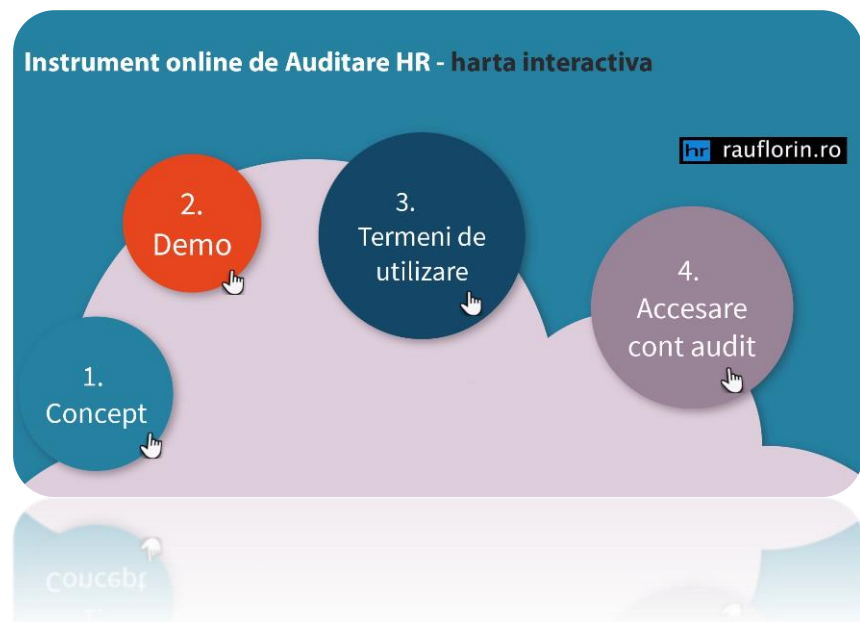 Instrument online de Auditare HR - harta interactiva
hr rauflorin.ro
2.
Demo
3.
Termeni de
utilizare
4.
Accesare
cont audit
1.
Concept